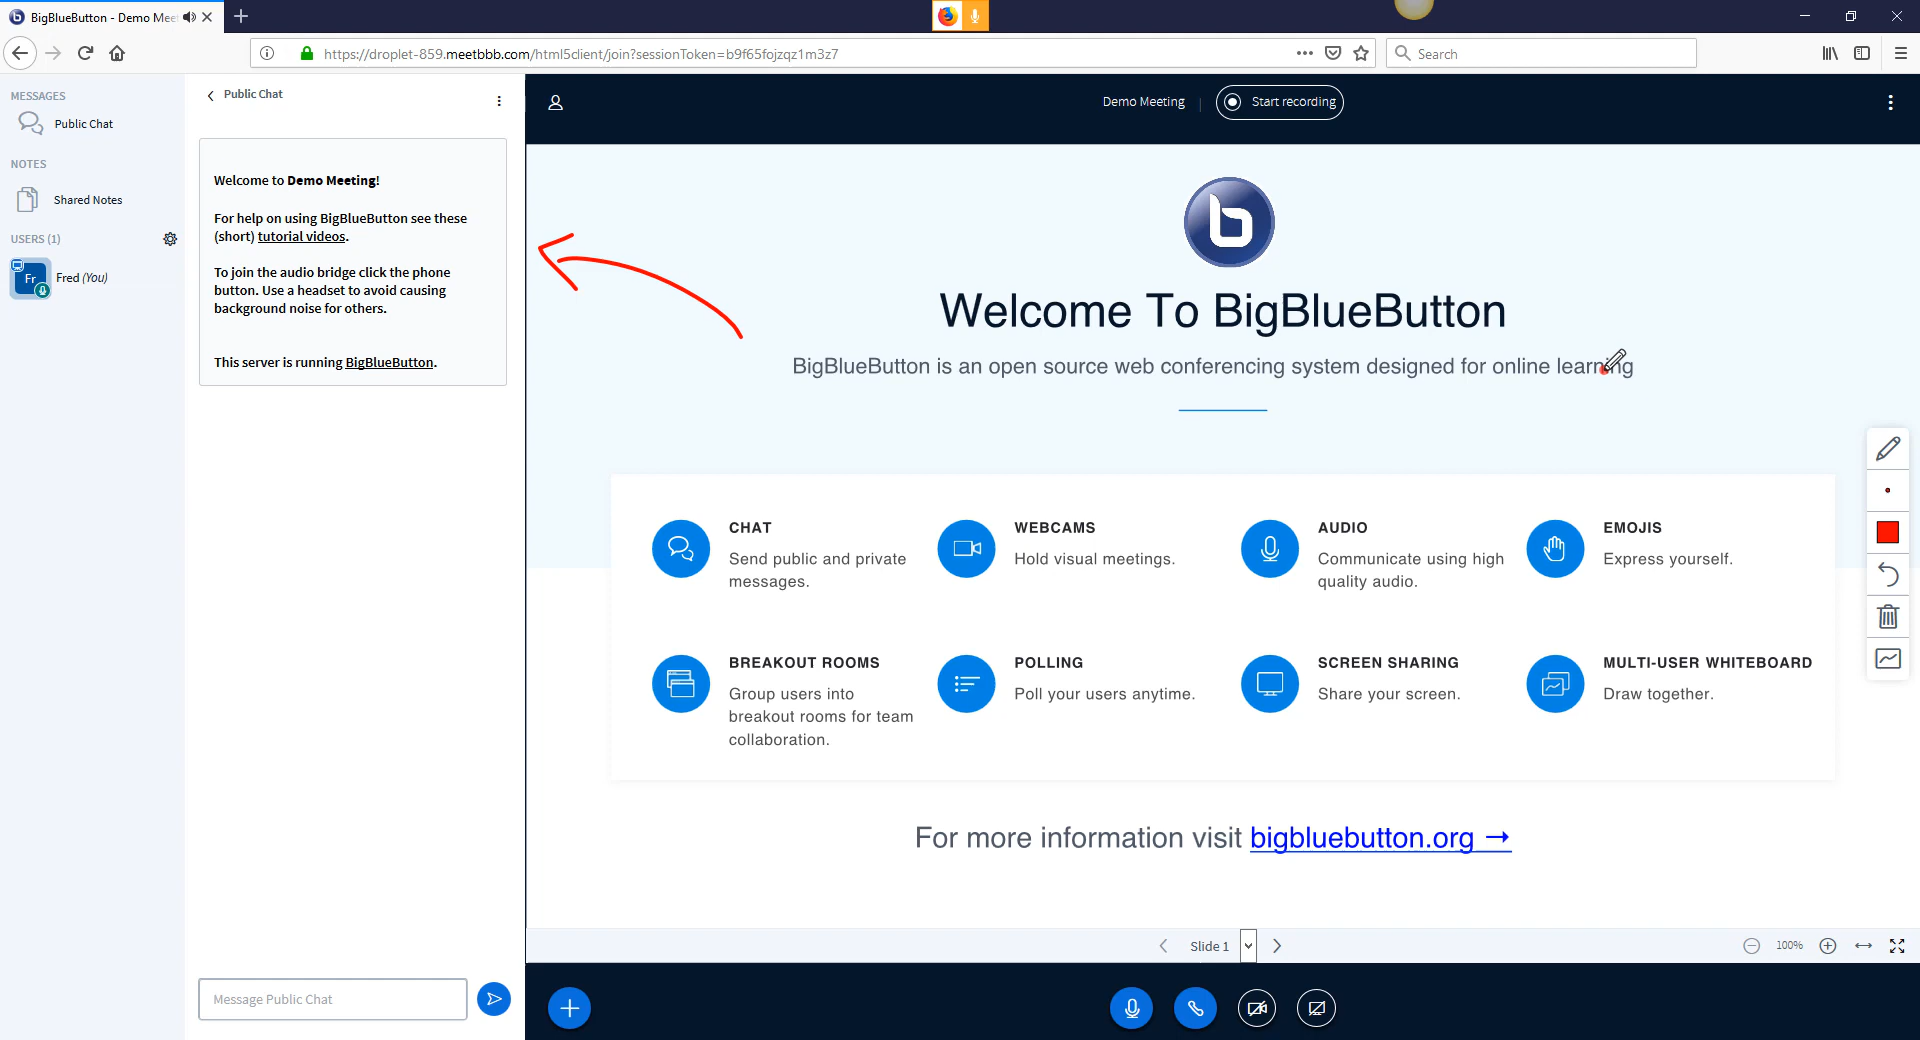 BigBlueButton - Demo Meet
https://droplet-859.meetbbb.com/html5client/join?sessionToken=b9f65fojzqz1m3z7
Search
MESSAGES
Public Chat
NOTES
Shared Notes
USERS (1)
Fr
Fred (You)
Public Chat
Welcome to Demo Meeting!
For help on using BigBlueButton see these
(short) tutorial videos.
To join the audio bridge click the phone
button. Use a headset to avoid causing
background noise for others.
This server is running BigBlueButton.
Message Public Chat
Demo Meeting
Start recording
Welcome To BigBlueButton
BigBlueButton is an open source web conferencing system designed for online learning
CHAT
Send public and private
messages.
WEBCAMS
Hold visual meetings.
AUDIO
Communicate using high
quality audio.
EMOJIS
Express yourself.
BREAKOUT ROOMS
Group users into
breakout rooms for team
collaboration.
POLLING
Poll your users anytime.
SCREEN SHARING
Share your screen.
MULTI-USER WHITEBOARD
Draw together.
For more information visit bigbluebutton.org →
Slide 1
100%